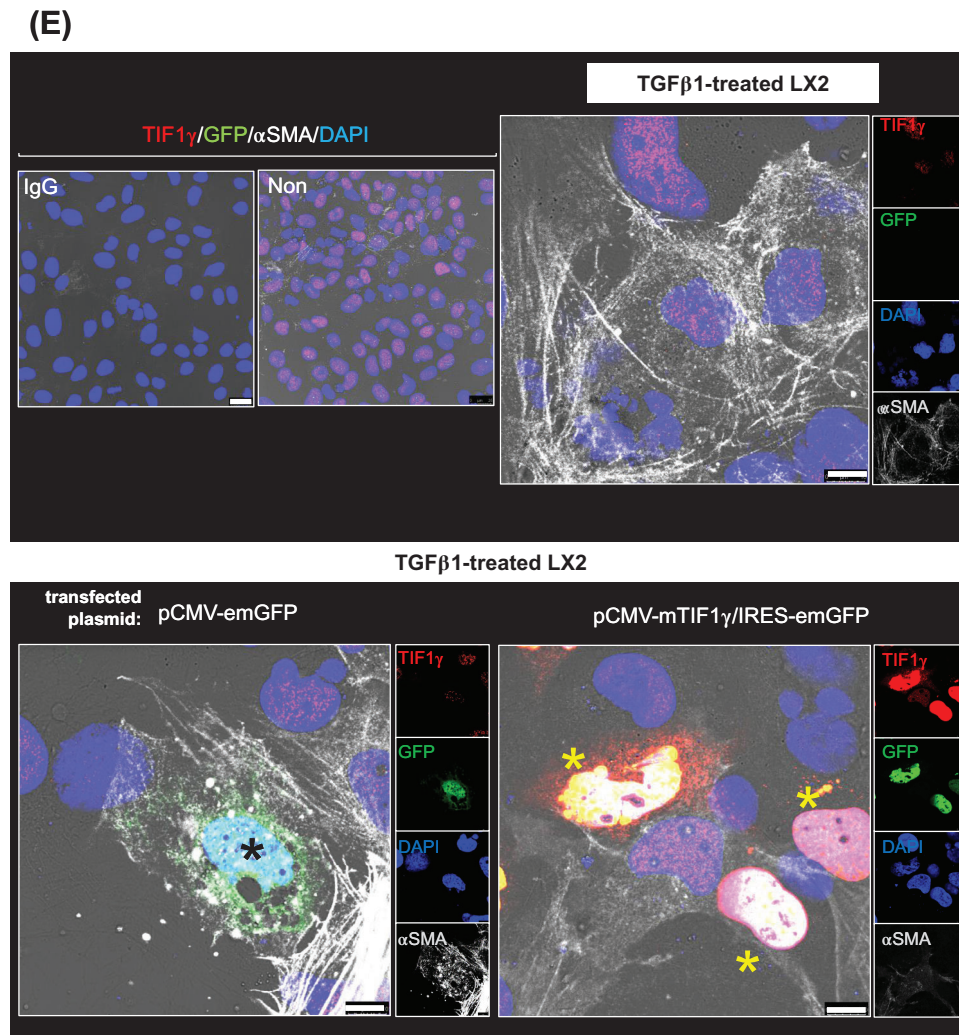 (E)
TGFβ1-treated LX2
TIF1γ/GFP/αSMA/DAPI
IgG
Non
TIF1γ
GFP
DAPI
ααSMA
TGFβ1-treated LX2
transfected
plasmid:
pCMV-emGFP
pCMV-mTIF1γ/IRES-emGFP
TIF1γ
GFP
DAPI
αSMA
TIF1γ
GFP
DAPI
αSMA
*
*
*
*